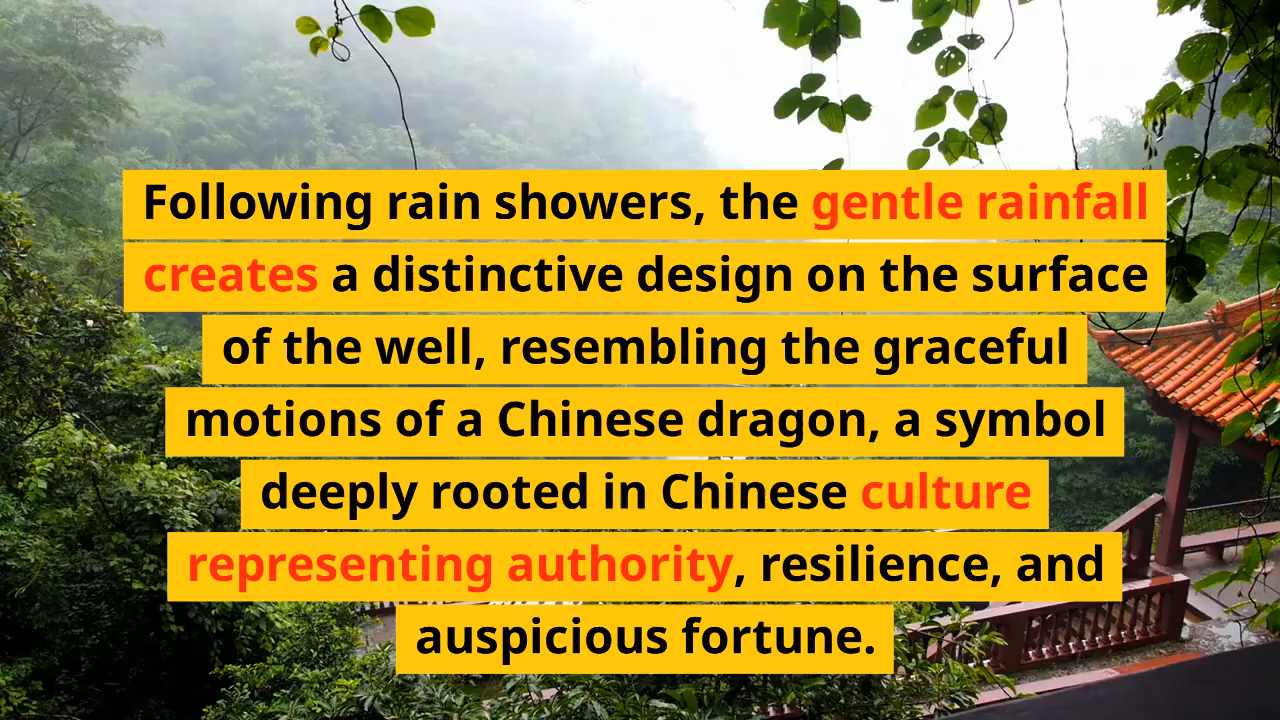 Following rain showers, the gentle rainfall
creates a distinctive design on the surface
of the well, resembling the graceful
motions of a Chinese dragon, a symbol
deeply rooted in Chinese culture
representing authority, resilience, and
auspicious fortune.